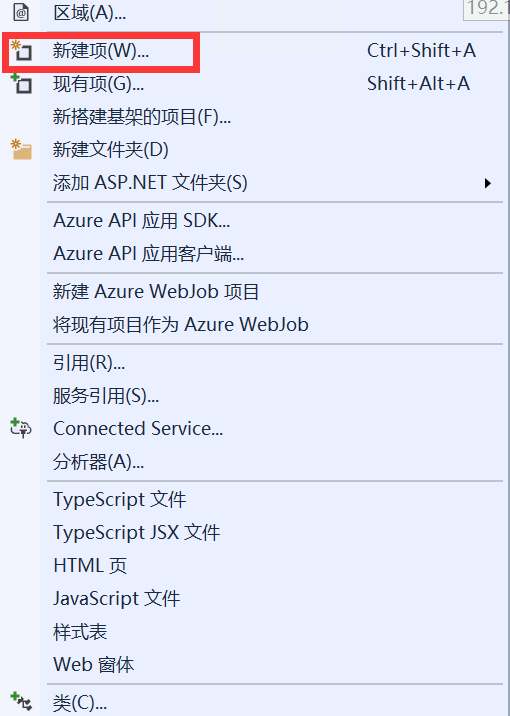 区域(A)...
192.1
新建项(W)... Ctrl+Shift+A
现有项(G)... Shift+Alt+A
新搭建基架的项目(F)...
新建文件夹(D)
添加 ASP.NET 文件夹(S)
Azure API 应用 SDK...
Azure API 应用客户端...
新建 Azure WebJob 项目
将现有项目作为 Azure WebJob
引用(R)...
服务引用(S)...
Connected Service...
分析器(A)...
TypeScript 文件
TypeScript JSX 文件
HTML 页
JavaScript 文件
样式表
Web 窗体
类(C)...